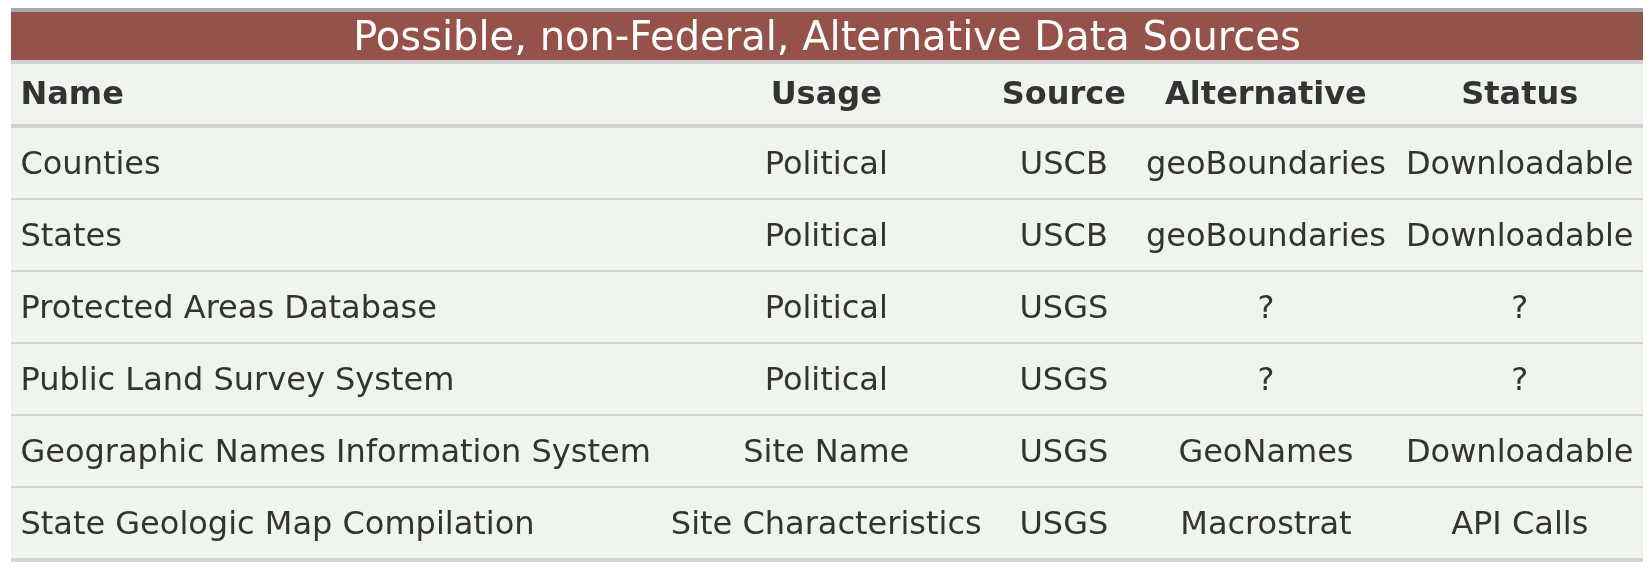 Possible, non-Federal, Alternative Data Sources
Name Usage Source Alternative Status
Counties Political USCB geoBoundaries Downloadable
States Political USCB geoBoundaries Downloadable
Protected Areas Database Political USGS ? ?
Public Land Survey System Political USGS ? ?
Geographic Names Information System Site Name USGS GeoNames Downloadable
State Geologic Map Compilation Site Characteristics USGS Macrostrat API Calls